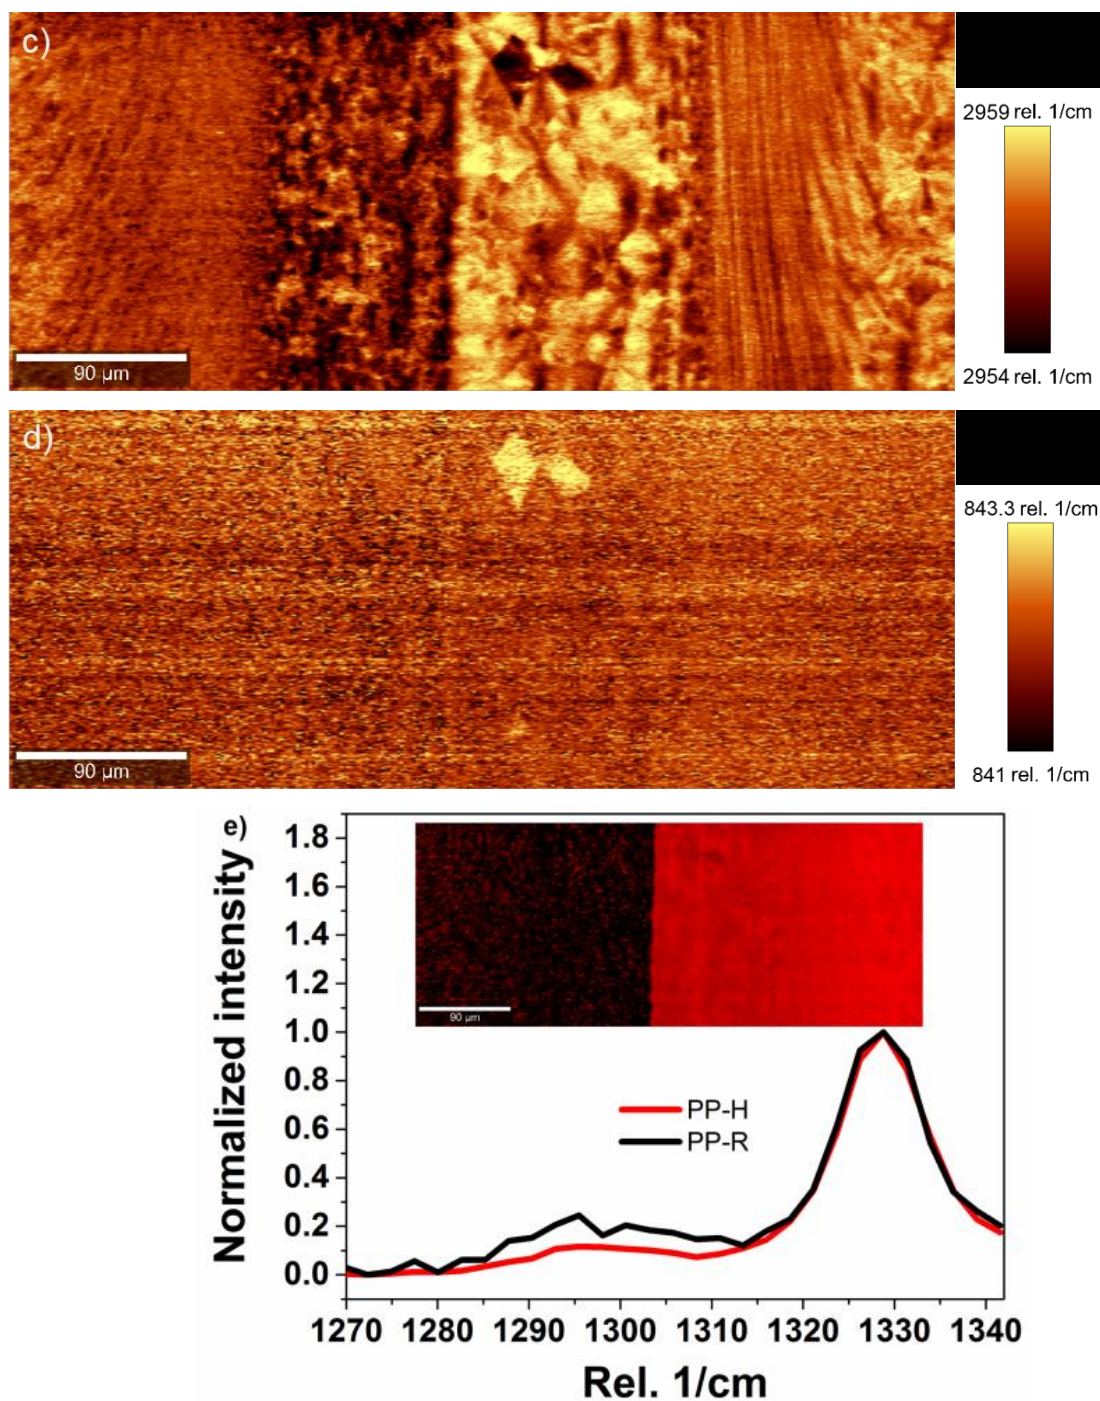 c)
2959 rel. 1/cm
2954 rel. 1/cm
90 µm
d)
843.3 rel. 1/cm
841 rel. 1/cm
90 µm
e)
Normalized intensity
1.8
1.6
1.4
1.2
1.0
0.8
0.6
0.4
0.2
0.0
90 µm
PP-H
PP-R
1270 1280 1290 1300 1310 1320 1330 1340
Rel. 1/cm